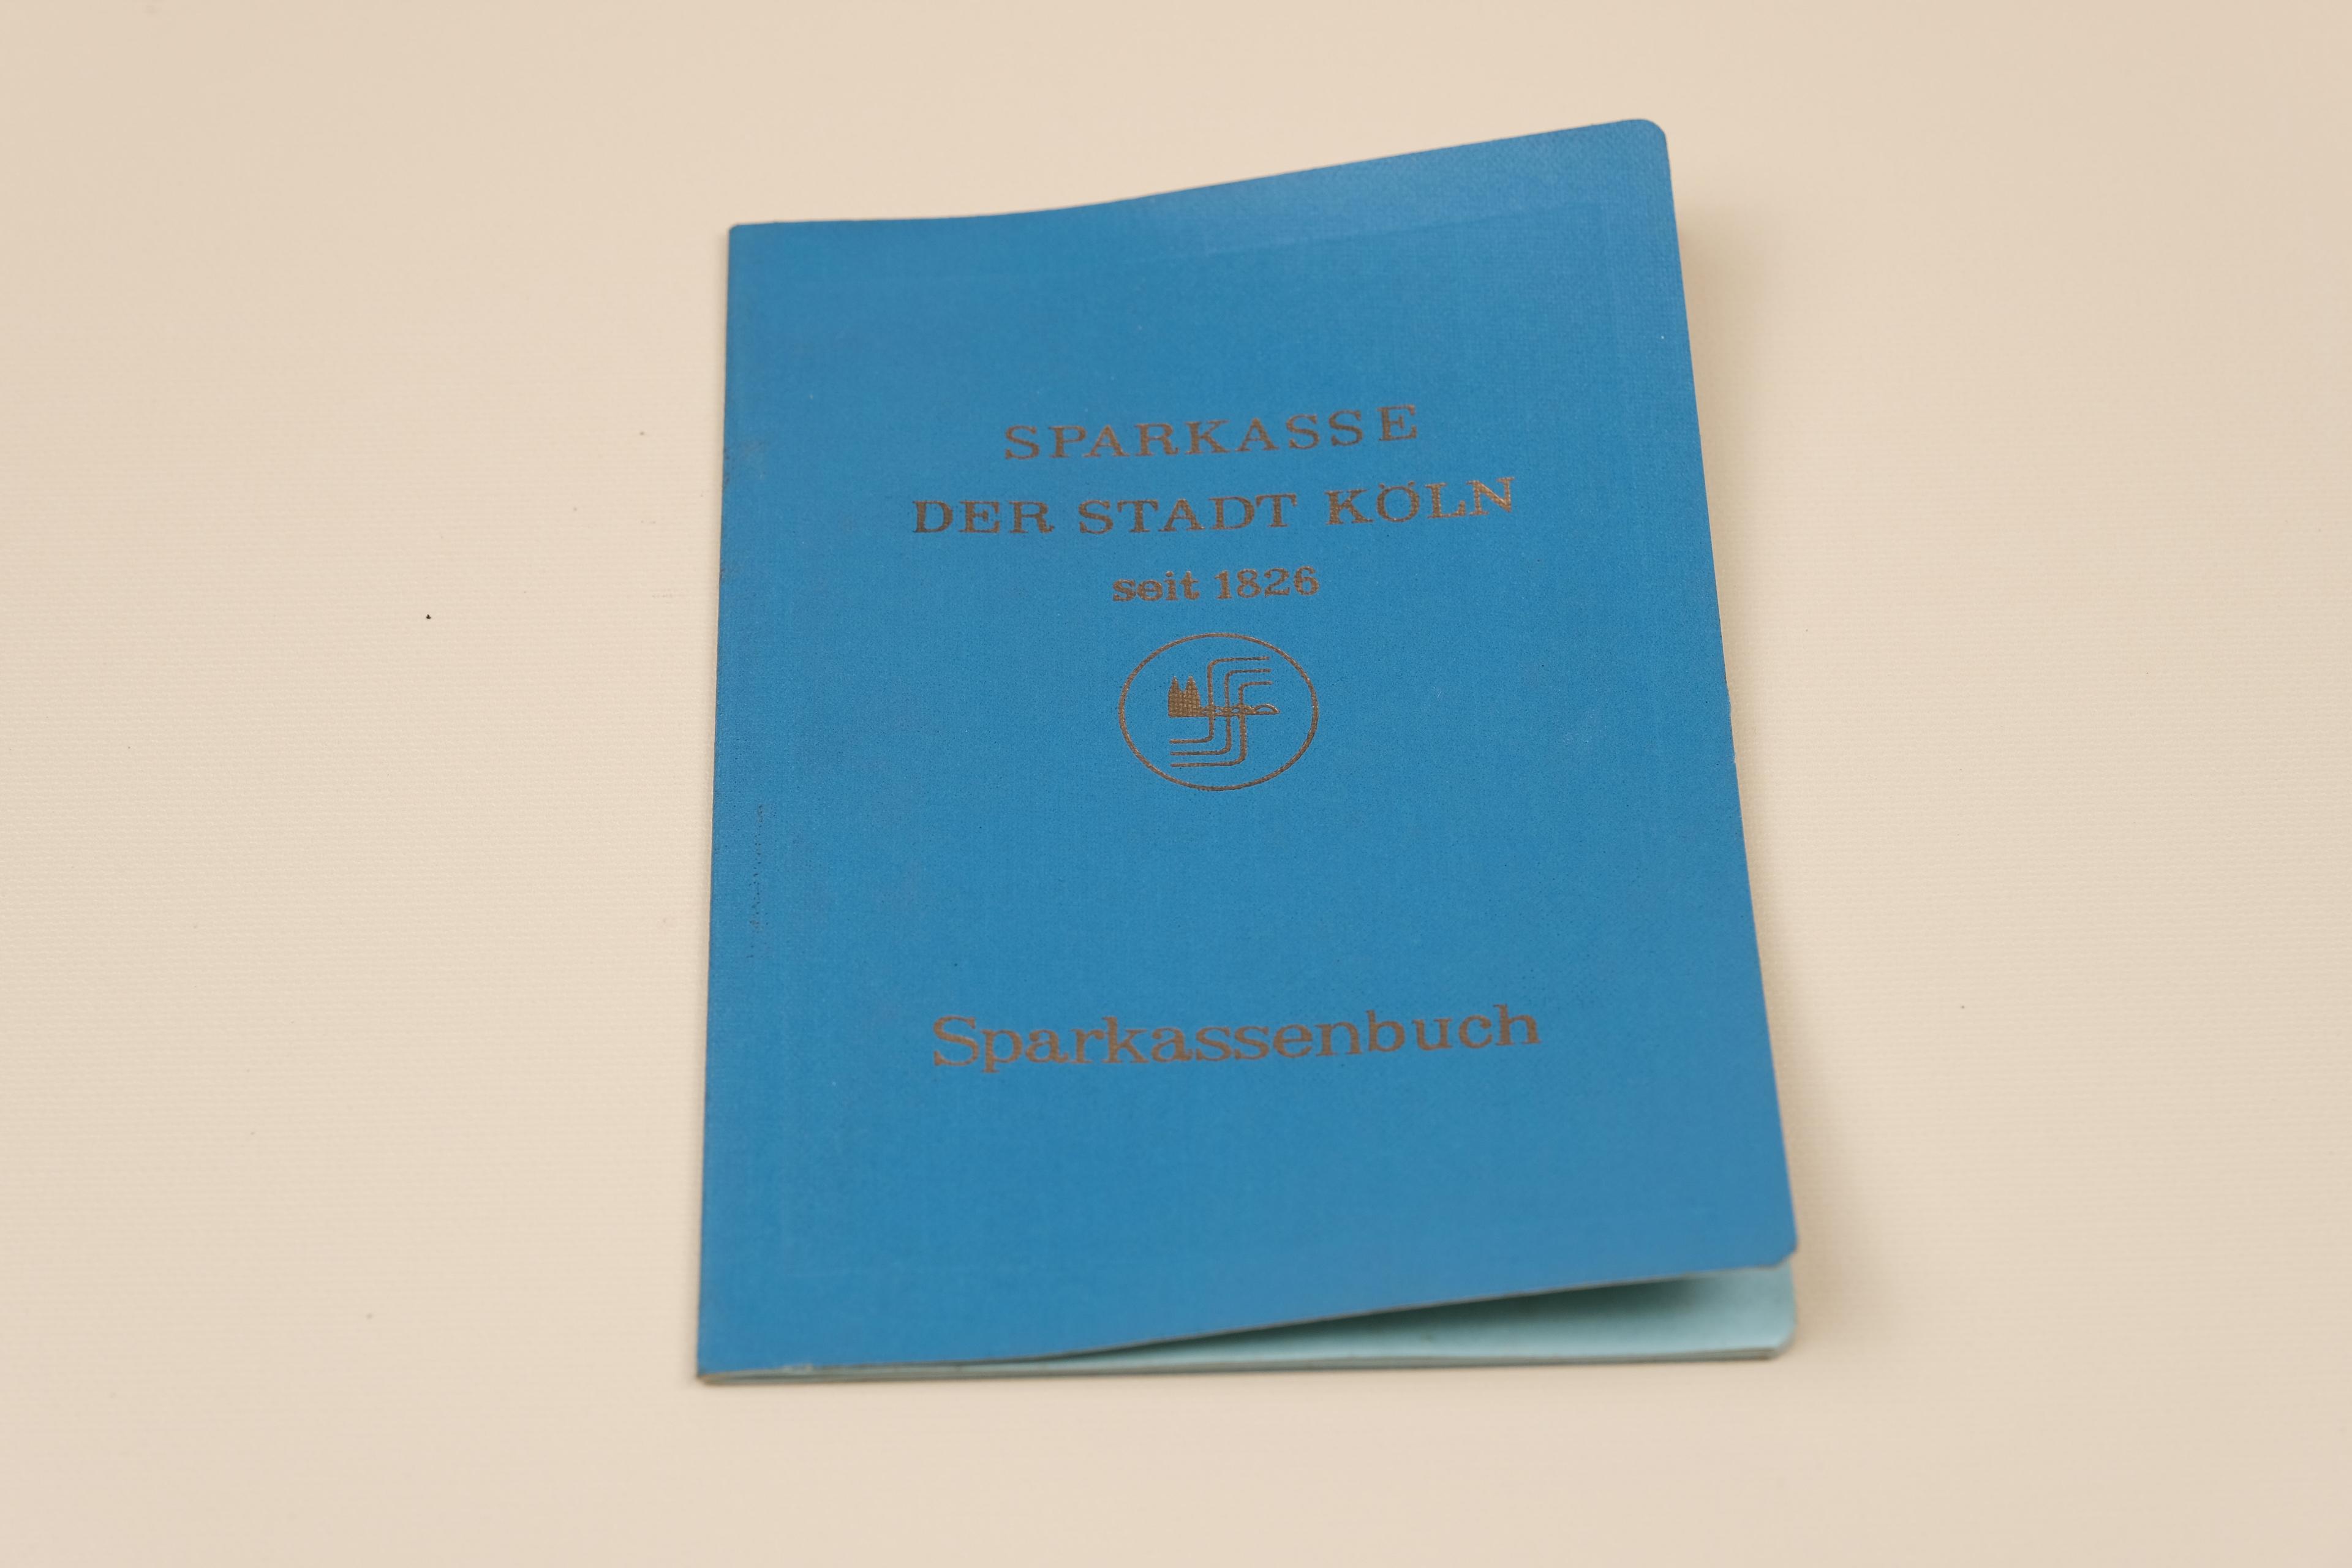 SPARKASSE
DER STADT KÖLN
seit 1826
Sparkassenbuch